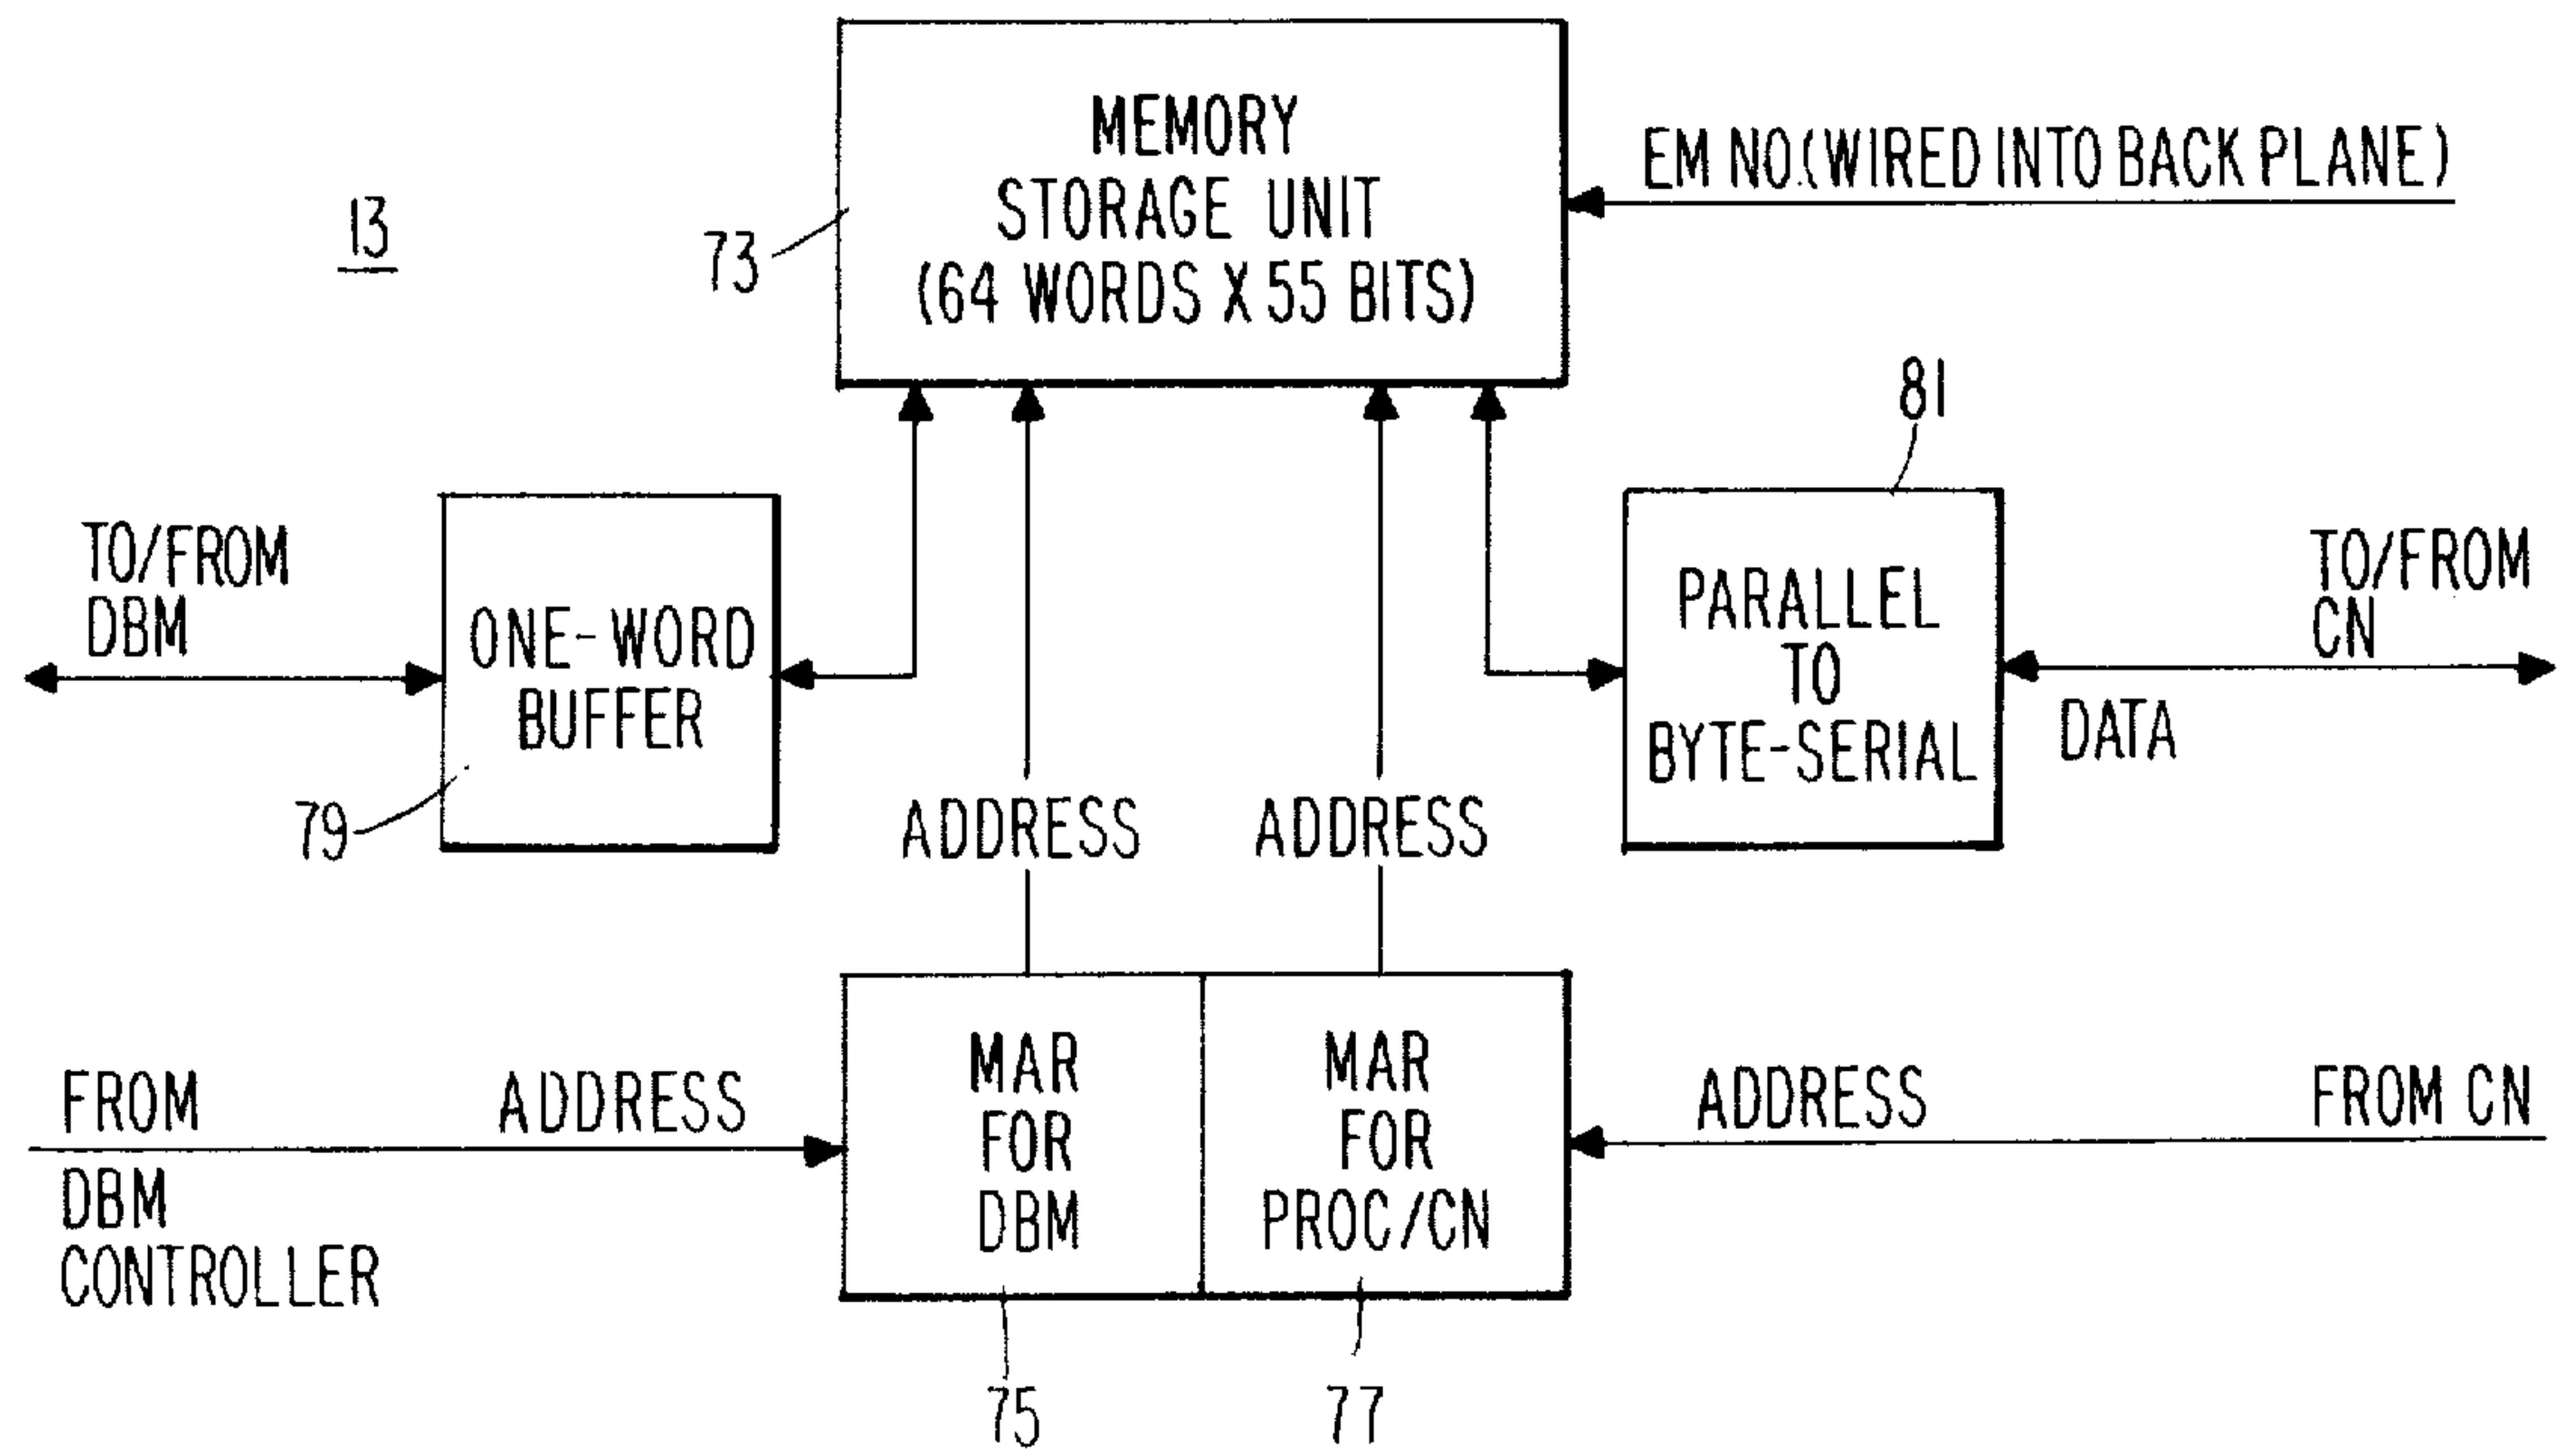 MEMORY
STORAGE UNIT
(64 WORDS X 55 BITS)
73
13
EM NO.(WIRED INTO BACK PLANE)
81
TO/FROM
DBM
ONE-WORD
BUFFER
79
PARALLEL
TO
BYTE-SERIAL
TO/FROM
CN
DATA
ADDRESS
ADDRESS
FROM
DBM
CONTROLLER
ADDRESS
MAR
FOR
DBM
MAR
FOR
PROC/CN
ADDRESS
FROM CN
75
77